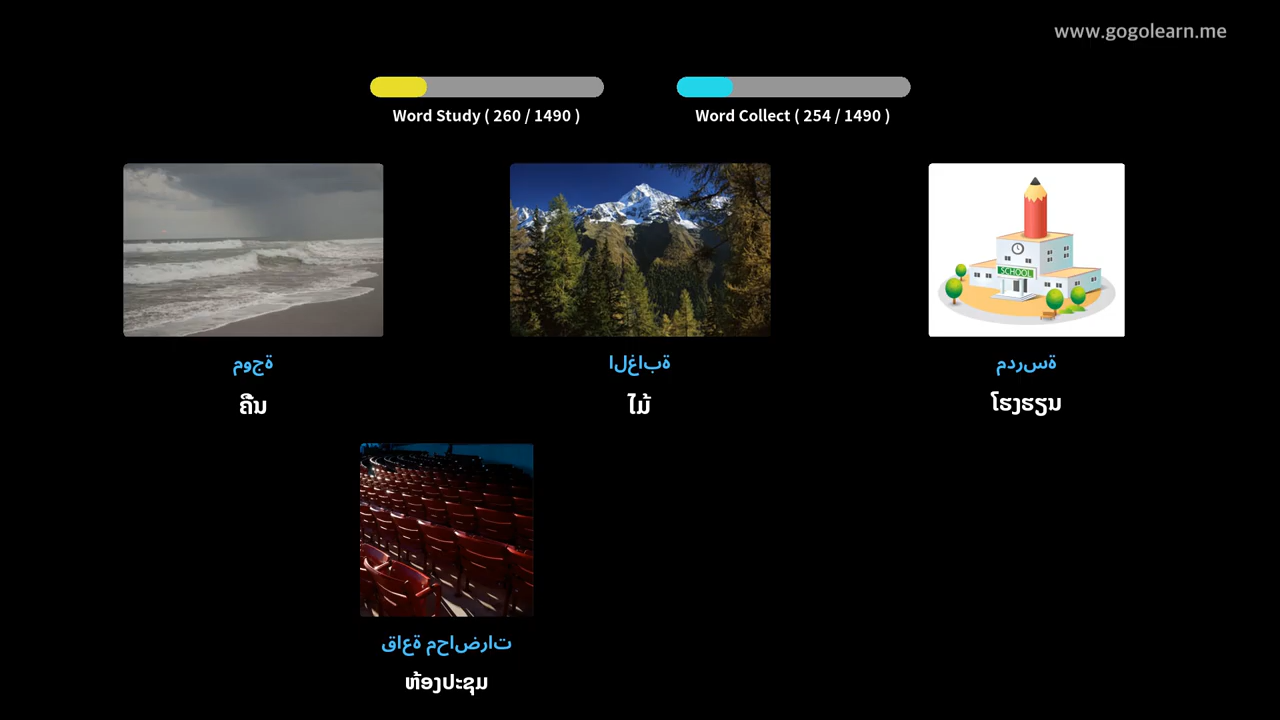 www.gogolearn.me
Word Study ( 260 / 1490 )
Word Collect ( 254 / 1490 )
موجة
ຄື້ນ
الغابة
ໄມ້
مدرسة
ໂຮງຮຽນ
SCHOOL
قاعة محاضرات
ຫ້ອງປະຊຸມ